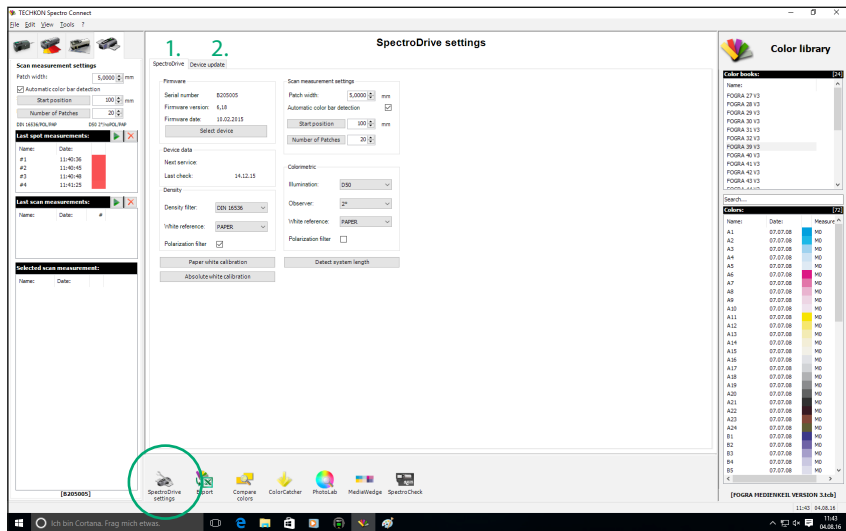 TECHKON Spectro Connect
File Edit View Tools ?
Scan measurement settings
Patch width: 5,0000 mm
Automatic color bar detection
Start position 100 mm
Number of Patches 20
DIN 16536/POL/PAP D50 2°/noPOL/PAP
Last spot measurements:
Name: Date:
#1 11:40:36
#2 11:40:45
#3 11:40:48
#4 11:41:25
Last scan measurements:
Name: Date: #
Selected scan measurement:
Name: Date:
[B205005]
1. 2.
SpectroDrive settings
SpectroDrive Device update
Firmware
Serial number B205005
Firmware version: 6,18
Firmware date: 10.02.2015
Select device
Device data
Next service:
Last check: 14.12.15
Density
Density filter: DIN 16536
White reference: PAPER
Polarization filter
Paper white calibration
Absolute white calibration
Scan measurement settings
Patch width: 5,0000 mm
Automatic color bar detection
Start position 100 mm
Number of Patches 20
Colorimetric
Illumination: D50
Observer: 2°
White reference: PAPER
Polarization filter
Detect system length
SpectroDrive settings
Export
Compare colors
ColorCatcher
PhotoLab
MediaWedge
SpectroCheck
Color library
Color books: [24]
Name:
FOGRA 27 V3
FOGRA 28 V3
FOGRA 29 V3
FOGRA 30 V3
FOGRA 31 V3
FOGRA 32 V3
FOGRA 39 V3
FOGRA 40 V3
FOGRA 41 V3
FOGRA 42 V3
FOGRA 43 V3
Search...
Colors: [72]
Name: Date: Measure
A1 07.07.08 M0
A2 07.07.08 M0
A3 07.07.08 M0
A4 07.07.08 M0
A5 07.07.08 M0
A6 07.07.08 M0
A7 07.07.08 M0
A8 07.07.08 M0
A9 07.07.08 M0
A10 07.07.08 M0
A11 07.07.08 M0
A12 07.07.08 M0
A13 07.07.08 M0
A14 07.07.08 M0
A15 07.07.08 M0
A16 07.07.08 M0
A17 07.07.08 M0
A18 07.07.08 M0
A19 07.07.08 M0
A20 07.07.08 M0
A21 07.07.08 M0
A22 07.07.08 M0
A23 07.07.08 M0
A24 07.07.08 M0
B1 07.07.08 M0
B2 07.07.08 M0
B3 07.07.08 M0
B4 07.07.08 M0
B5 07.07.08 M0
[FOGRA MEDIENKEIL VERSION 3.tcb]
11:43 04.08.16
Ich bin Cortana. Frag mich etwas.
11:43
04.08.16